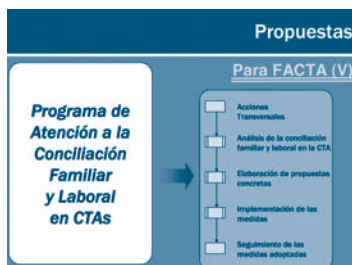 Propuestas
Para FACTA (V)
Programa de
Atención a la
Conciliación
Familiar
y Laboral
en CTAs
Acciones
Transversales
Análisis de la conciliación
familiar y laboral en la CTA
Elaboración de propuestas
concretas
Implementación de las
medidas
Seguimiento de las
medidas adoptadas